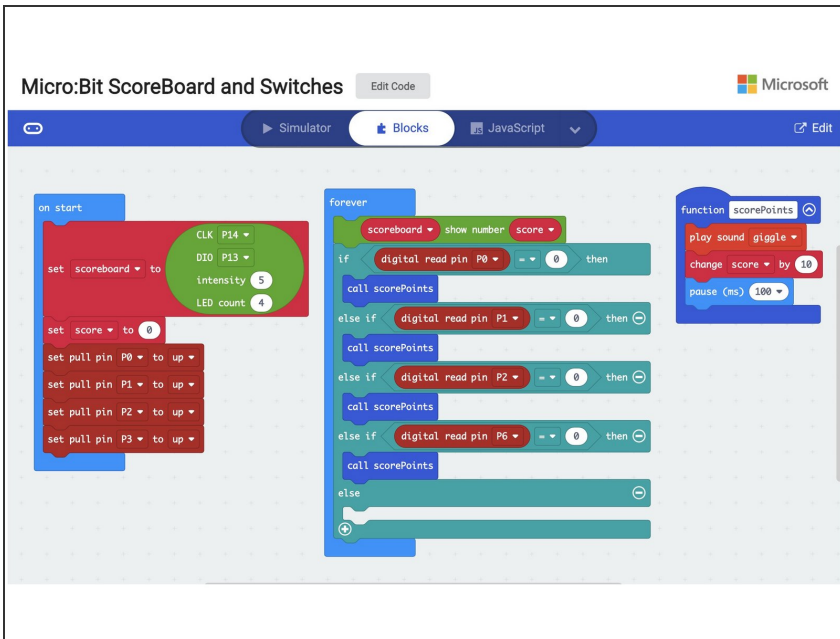 Micro:Bit ScoreBoard and Switches
Edit Code
Microsoft
Simulator
Blocks
JS JavaScript
Edit
on start
set scoreboard to
CLK P14
DIO P13
intensity 5
LED count 4
set score to 0
set pull pin P0 to up
set pull pin P1 to up
set pull pin P2 to up
set pull pin P3 to up
forever
scoreboard show number score
if digital read pin P0 = 0 then
call scorePoints
else if digital read pin P1 = 0 then
call scorePoints
else if digital read pin P2 = 0 then
call scorePoints
else if digital read pin P6 = 0 then
call scorePoints
else
function scorePoints
play sound giggle
change score by 10
pause (ms) 100